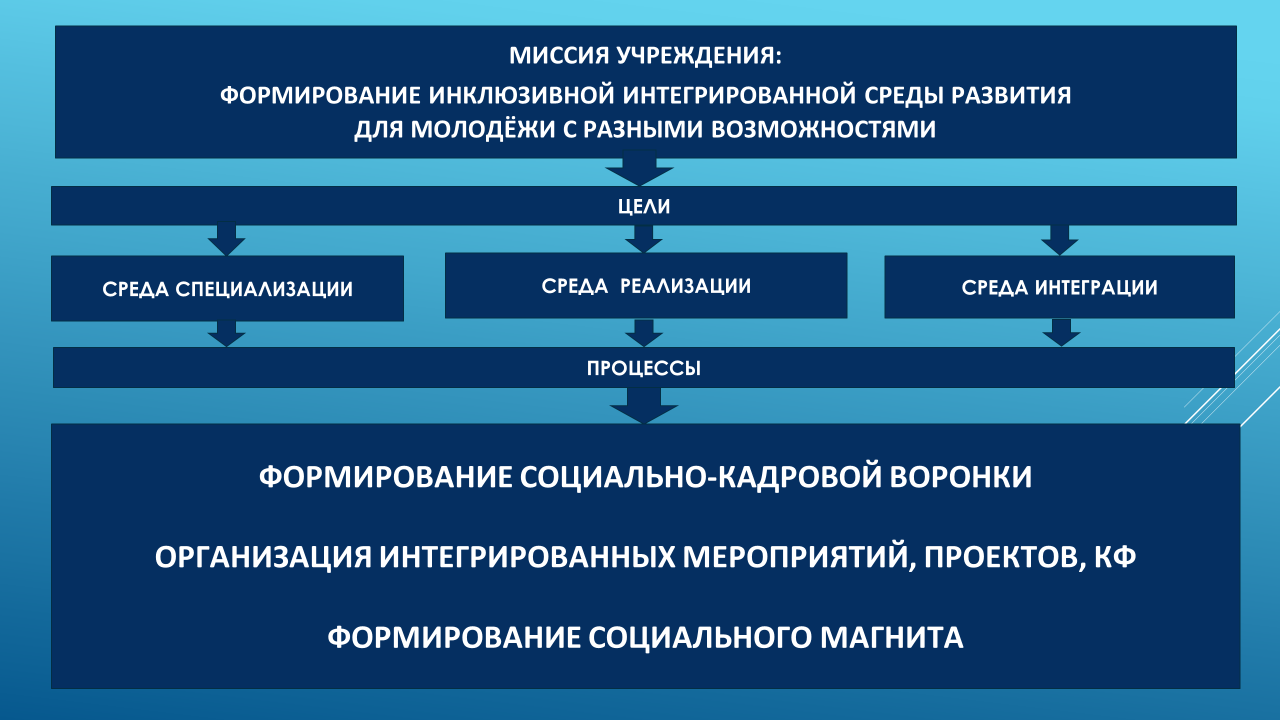 МИССИЯ УЧРЕЖДЕНИЯ:
ФОРМИРОВАНИЕ ИНКЛЮЗИВНОЙ ИНТЕГРИРОВАННОЙ СРЕДЫ РАЗВИТИЯ
ДЛЯ МОЛОДЁЖИ С РАЗНЫМИ ВОЗМОЖНОСТЯМИ
ЦЕЛИ
СРЕДА СПЕЦИАЛИЗАЦИИ
СРЕДА РЕАЛИЗАЦИИ
СРЕДА ИНТЕГРАЦИИ
ПРОЦЕССЫ
ФОРМИРОВАНИЕ СОЦИАЛЬНО-КАДРОВОЙ ВОРОНКИ
ОРГАНИЗАЦИЯ ИНТЕГРИРОВАННЫХ МЕРОПРИЯТИЙ, ПРОЕКТОВ, КФ
ФОРМИРОВАНИЕ СОЦИАЛЬНОГО МАГНИТА